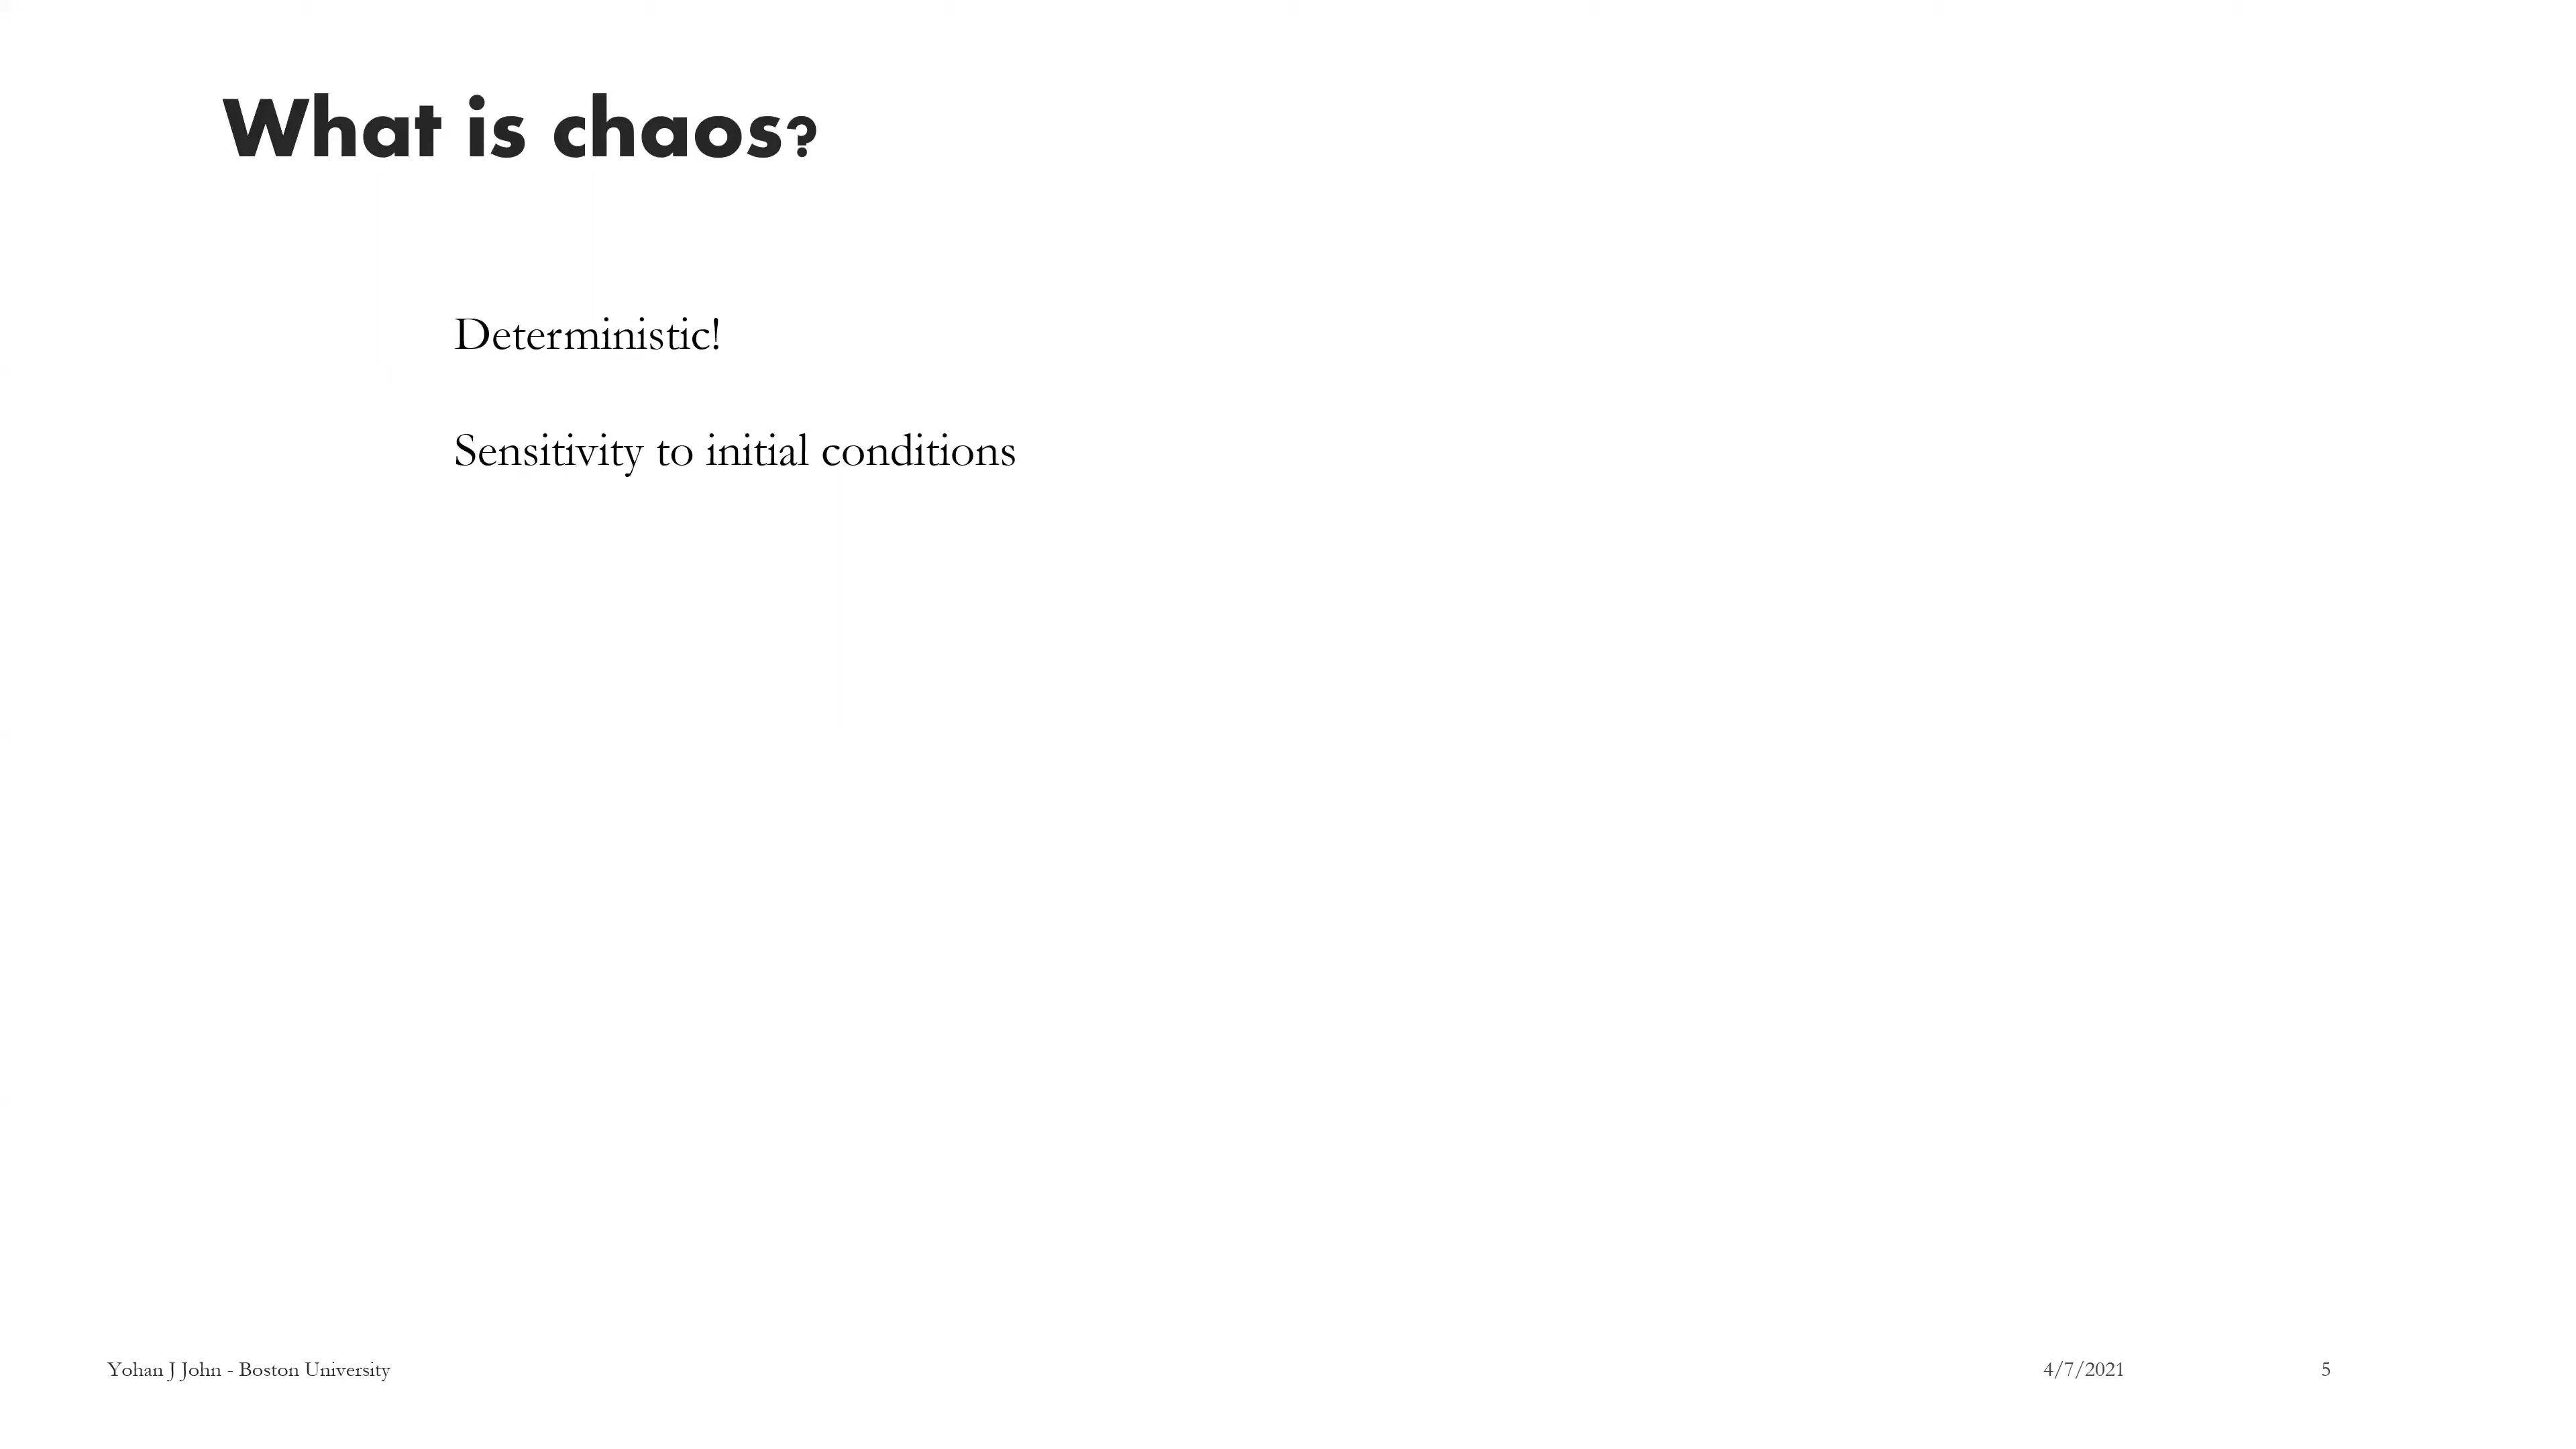 What is chaos?
Deterministic!
Sensitivity to initial conditions
Yohan J John - Boston University
4/7/2021
5